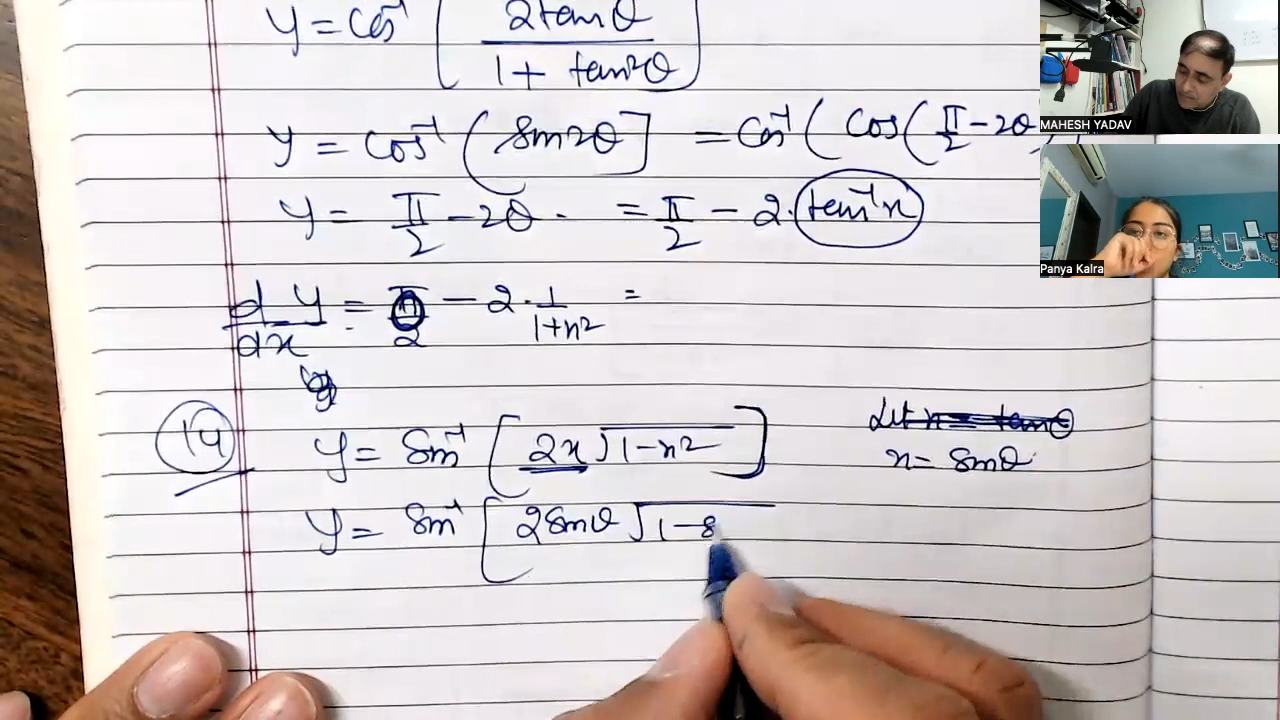 y = cos⁻¹ [ 2tanθ / 1 + tan²θ ]
y = cos⁻¹ ( sin2θ ] = cos⁻¹ ( cos( π/2 − 2θ
y = π/2 − 2θ . = π/2 − 2 . tan⁻¹x
dy/dx = π/2 − 2 . 1/1+x² =
14 y = sin⁻¹ [ 2x √1−x² ] Let x = tanθ
x = sinθ
y = sin⁻¹ [ 2sinθ √1−s
MAHESH YADAV
Panya Kalra